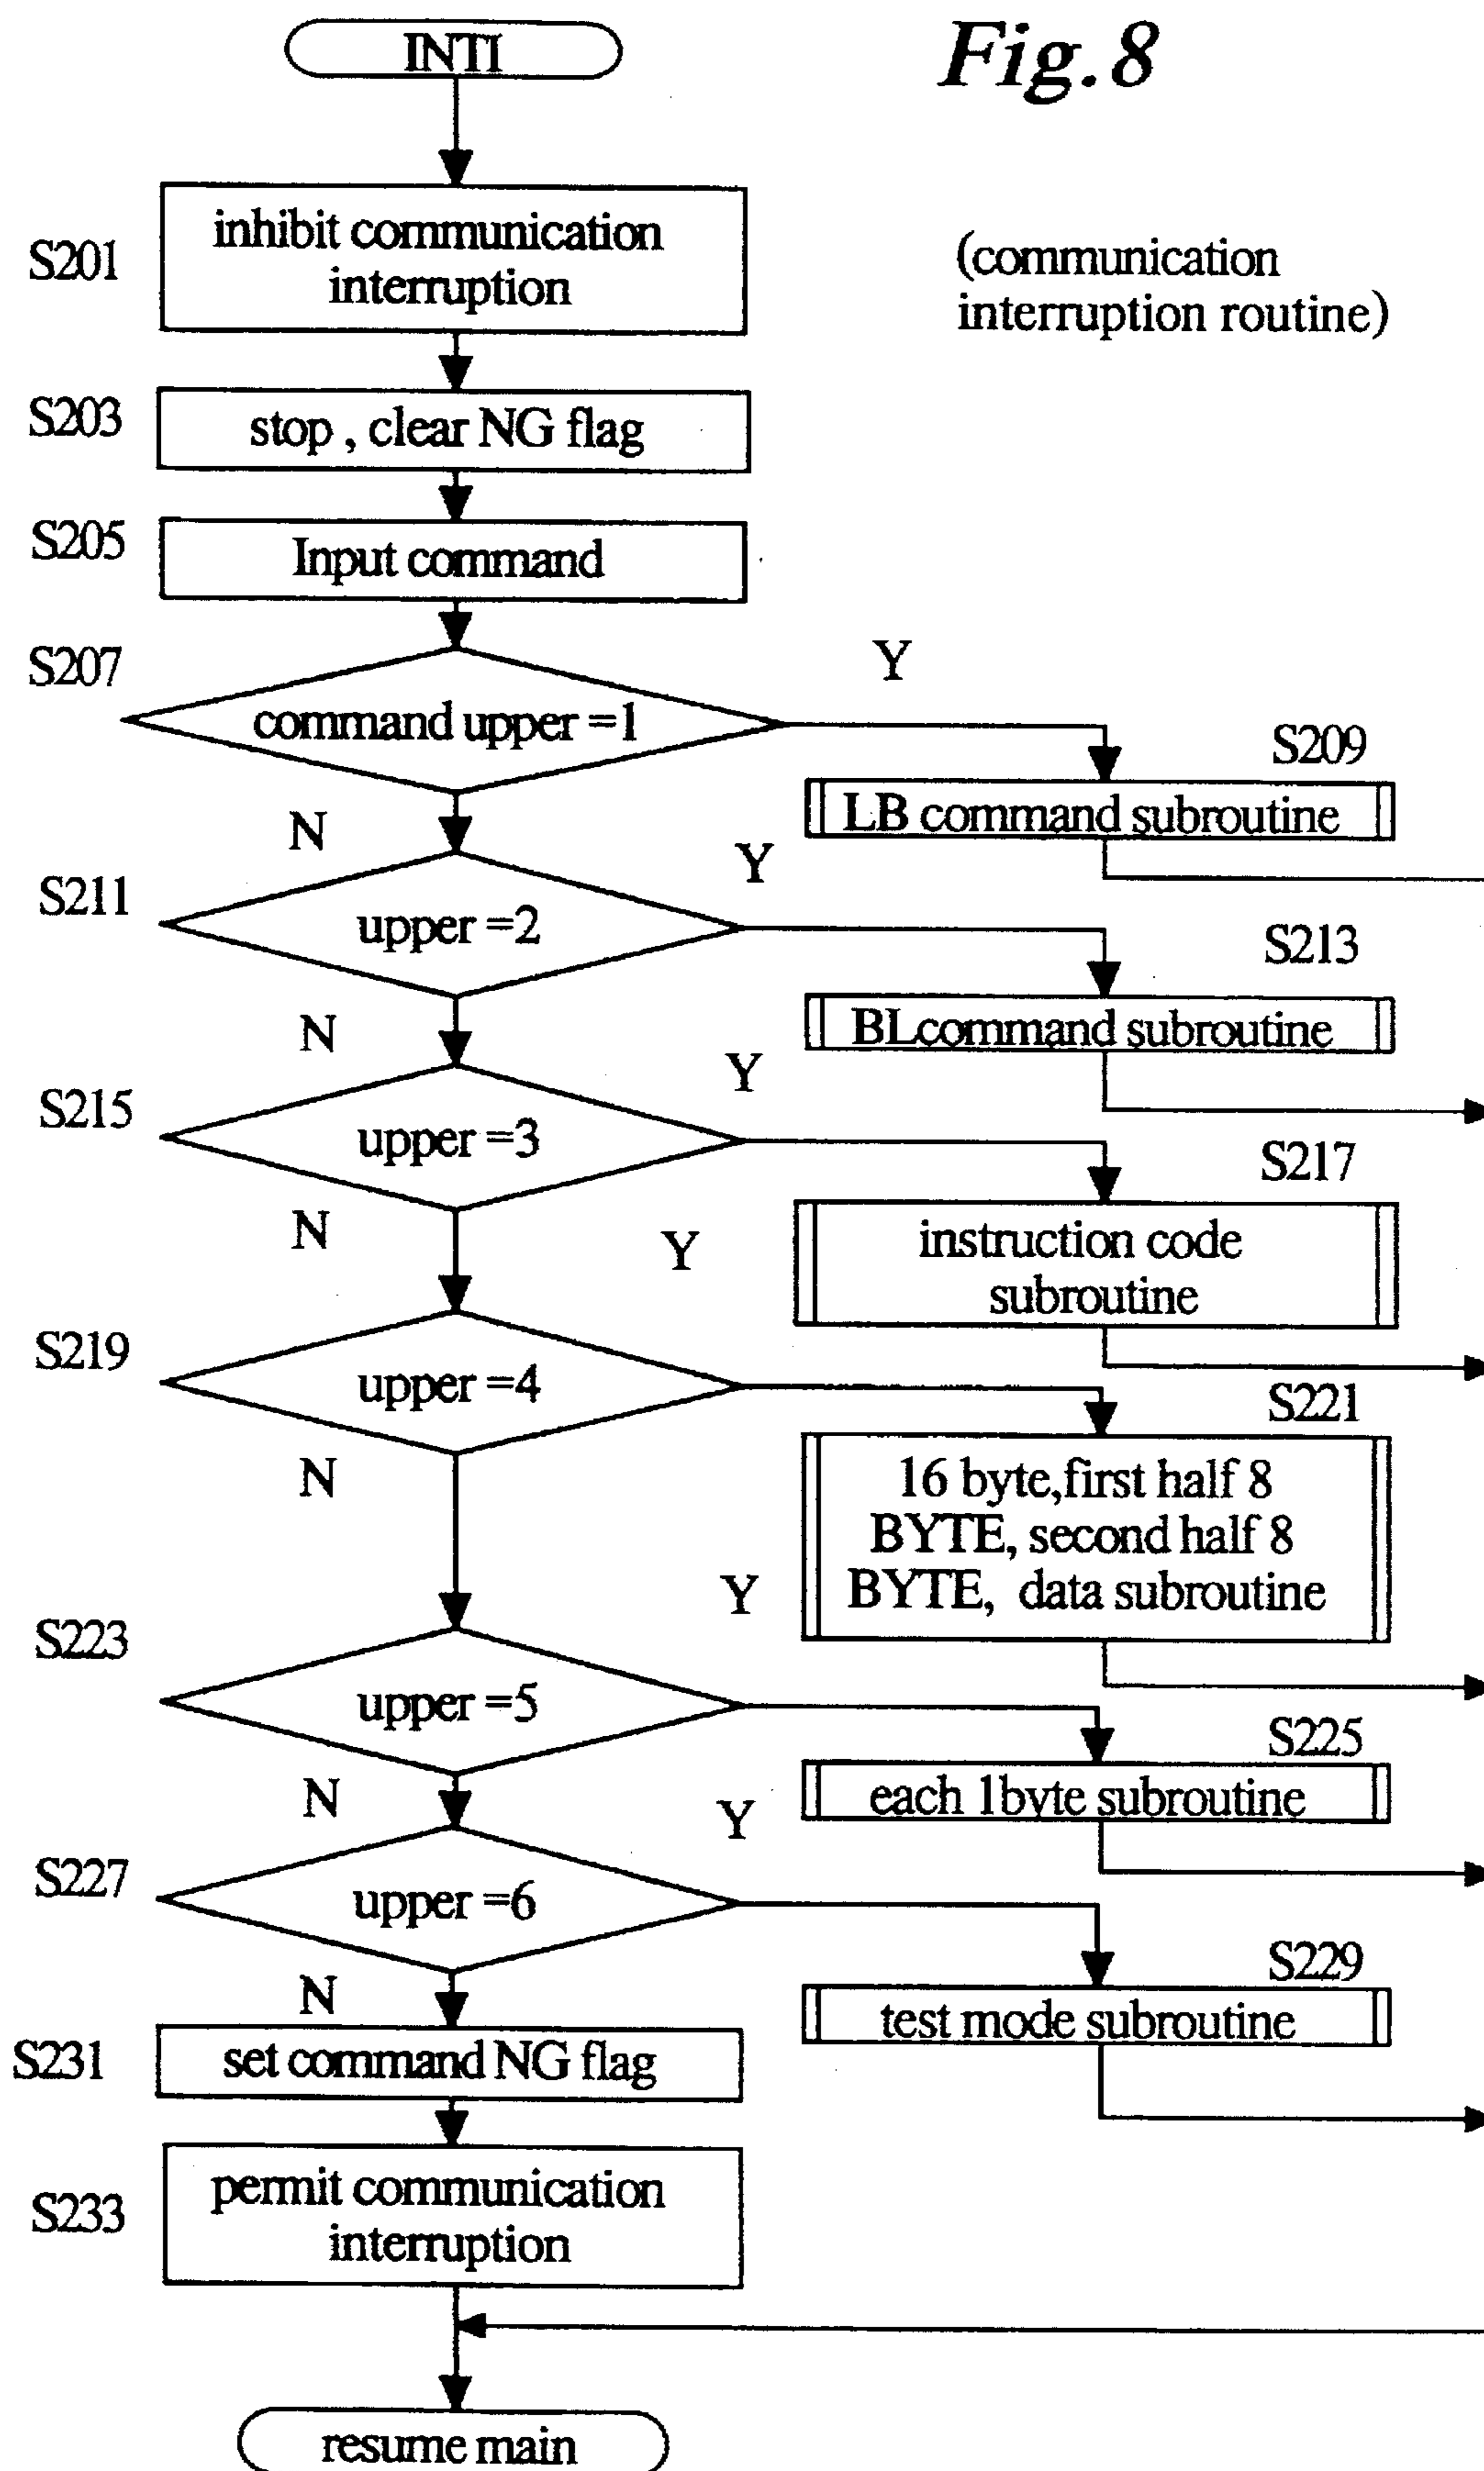 INTI
Fig. 8
S201
inhibit communication
interruption
(communication
interruption routine)
S203
stop , clear NG flag
S205
Input command
S207
command upper =1
Y
N
S209
LB command subroutine
S211
upper =2
Y
N
S213
BLcommand subroutine
S215
upper =3
Y
N
S217
instruction code
subroutine
S219
upper =4
Y
N
S221
16 byte,first half 8
BYTE, second half 8
BYTE, data subroutine
S223
upper =5
Y
N
S225
each 1byte subroutine
S227
upper =6
Y
N
S229
test mode subroutine
S231
set command NG flag
S233
permit communication
interruption
resume main